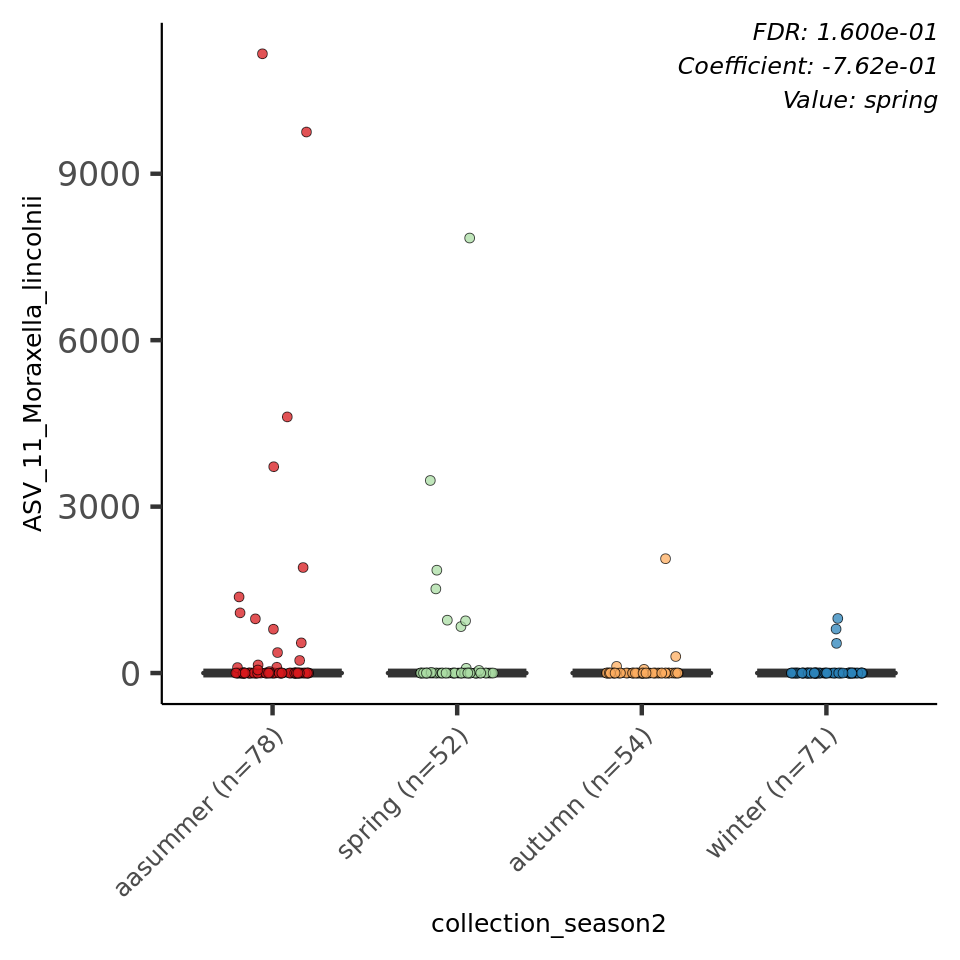 FDR: 1.600e-01
Coefficient: -7.62e-01
Value: spring
ASV_11_Moraxella_lincolnii
9000
6000
3000
0
aasummer (n=78)
spring (n=52)
autumn (n=54)
winter (n=71)
collection_season2